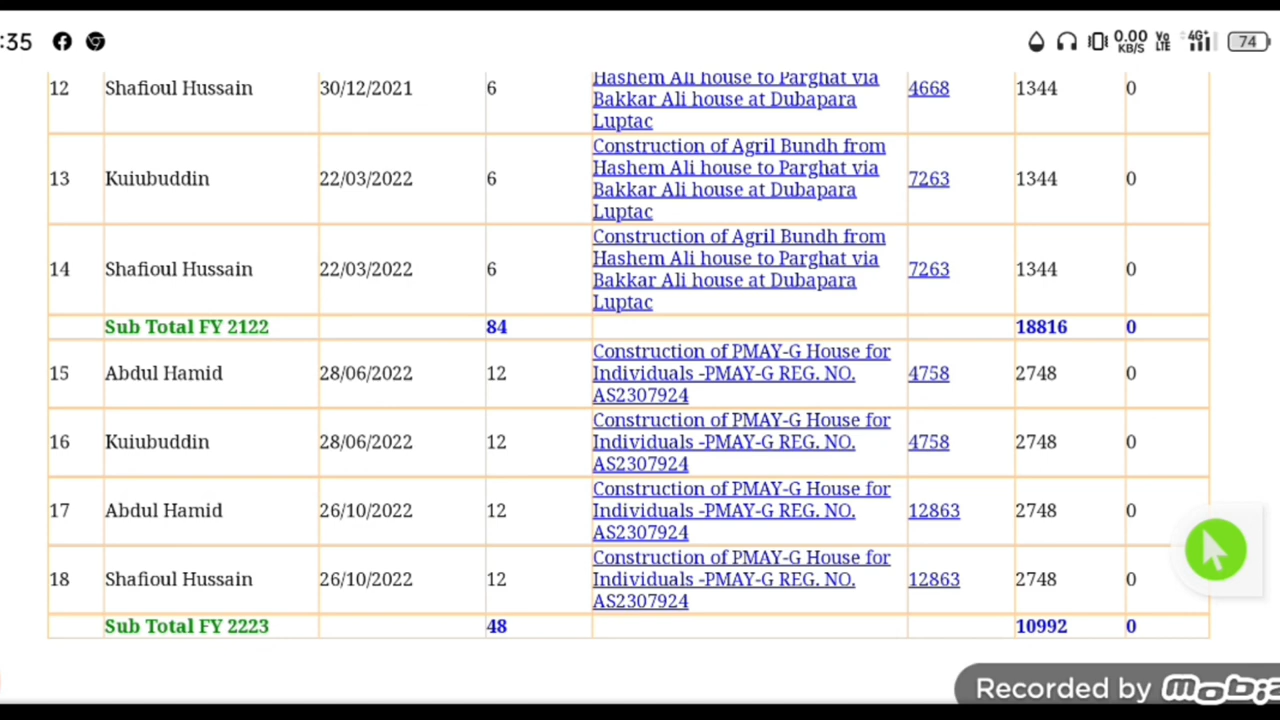 :35 0.00 KB/S Vo LTE 4G+ 74
12 Shafioul Hussain 30/12/2021 6 Hashem Ali house to Parghat via 4668 1344 0
Bakkar Ali house at Dubapara
Luptac
Construction of Agril Bundh from
13 Kuiubuddin 22/03/2022 6 Hashem Ali house to Parghat via 7263 1344 0
Bakkar Ali house at Dubapara
Luptac
Construction of Agril Bundh from
14 Shafioul Hussain 22/03/2022 6 Hashem Ali house to Parghat via 7263 1344 0
Bakkar Ali house at Dubapara
Luptac
Sub Total FY 2122 84 18816 0
Construction of PMAY-G House for
15 Abdul Hamid 28/06/2022 12 Individuals -PMAY-G REG. NO. 4758 2748 0
AS2307924
Construction of PMAY-G House for
16 Kuiubuddin 28/06/2022 12 Individuals -PMAY-G REG. NO. 4758 2748 0
AS2307924
Construction of PMAY-G House for
17 Abdul Hamid 26/10/2022 12 Individuals -PMAY-G REG. NO. 12863 2748 0
AS2307924
Construction of PMAY-G House for
18 Shafioul Hussain 26/10/2022 12 Individuals -PMAY-G REG. NO. 12863 2748 0
AS2307924
Sub Total FY 2223 48 10992 0
Recorded by